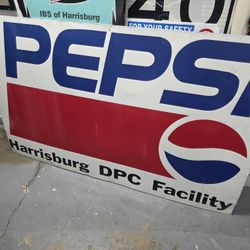 IBS of Harrisburg
40
FOR YOUR SAFETY
PEPSI
Harrisburg DPC Facility